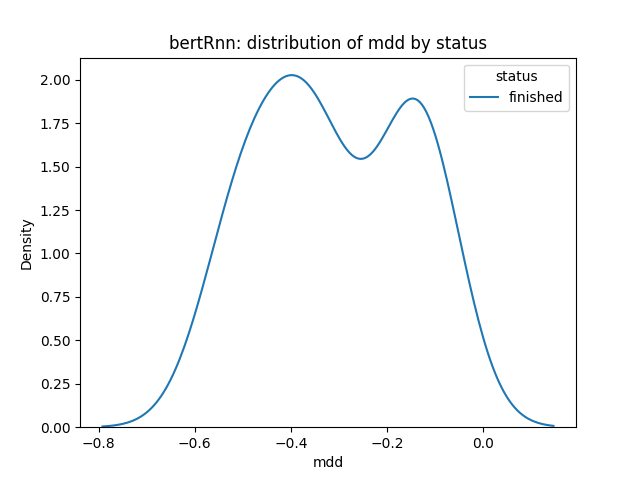 bertRnn: distribution of mdd by status
status
finished
Density
2.00
1.75
1.50
1.25
1.00
0.75
0.50
0.25
0.00
−0.8
−0.6
−0.4
−0.2
0.0
mdd